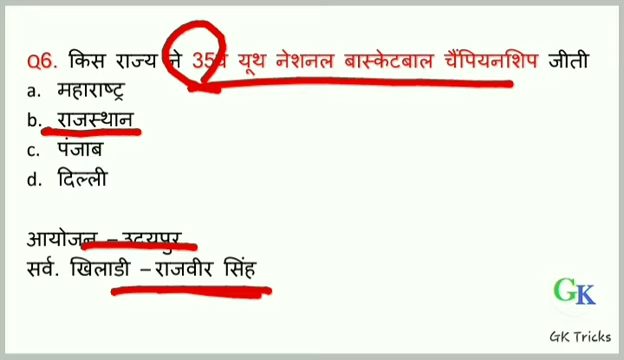 Q6. किस राज्य ने 35वें यूथ नेशनल बास्केटबाल चैंपियनशिप जीती
a. महाराष्ट्र
b. राजस्थान
c. पंजाब
d. दिल्ली
आयोजन – उदयपुर
सर्व. खिलाडी – राजवीर सिंह
GK
GK Tricks